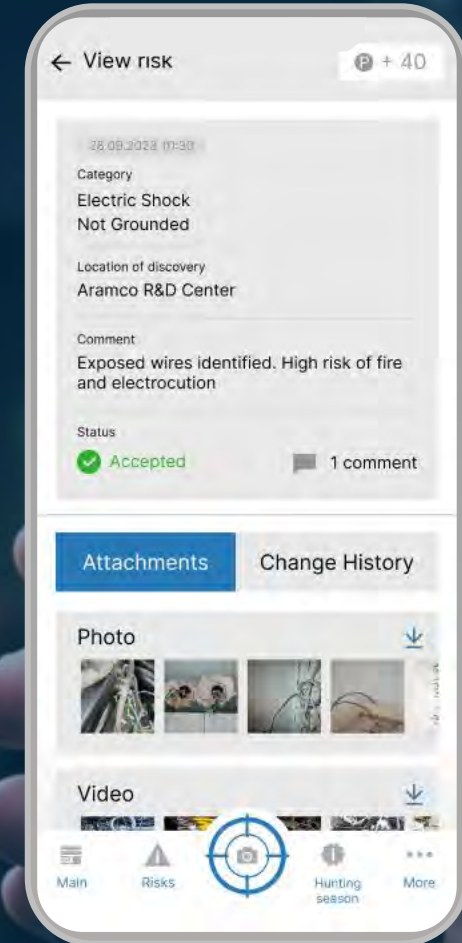 View risk
P + 40
28.09.2023 11:30
Category
Electric Shock
Not Grounded
Location of discovery
Aramco R&D Center
Comment
Exposed wires identified. High risk of fire
and electrocution
Status
Accepted
1 comment
Attachments
Change History
Photo
Video
Main
Risks
Hunting
season
More